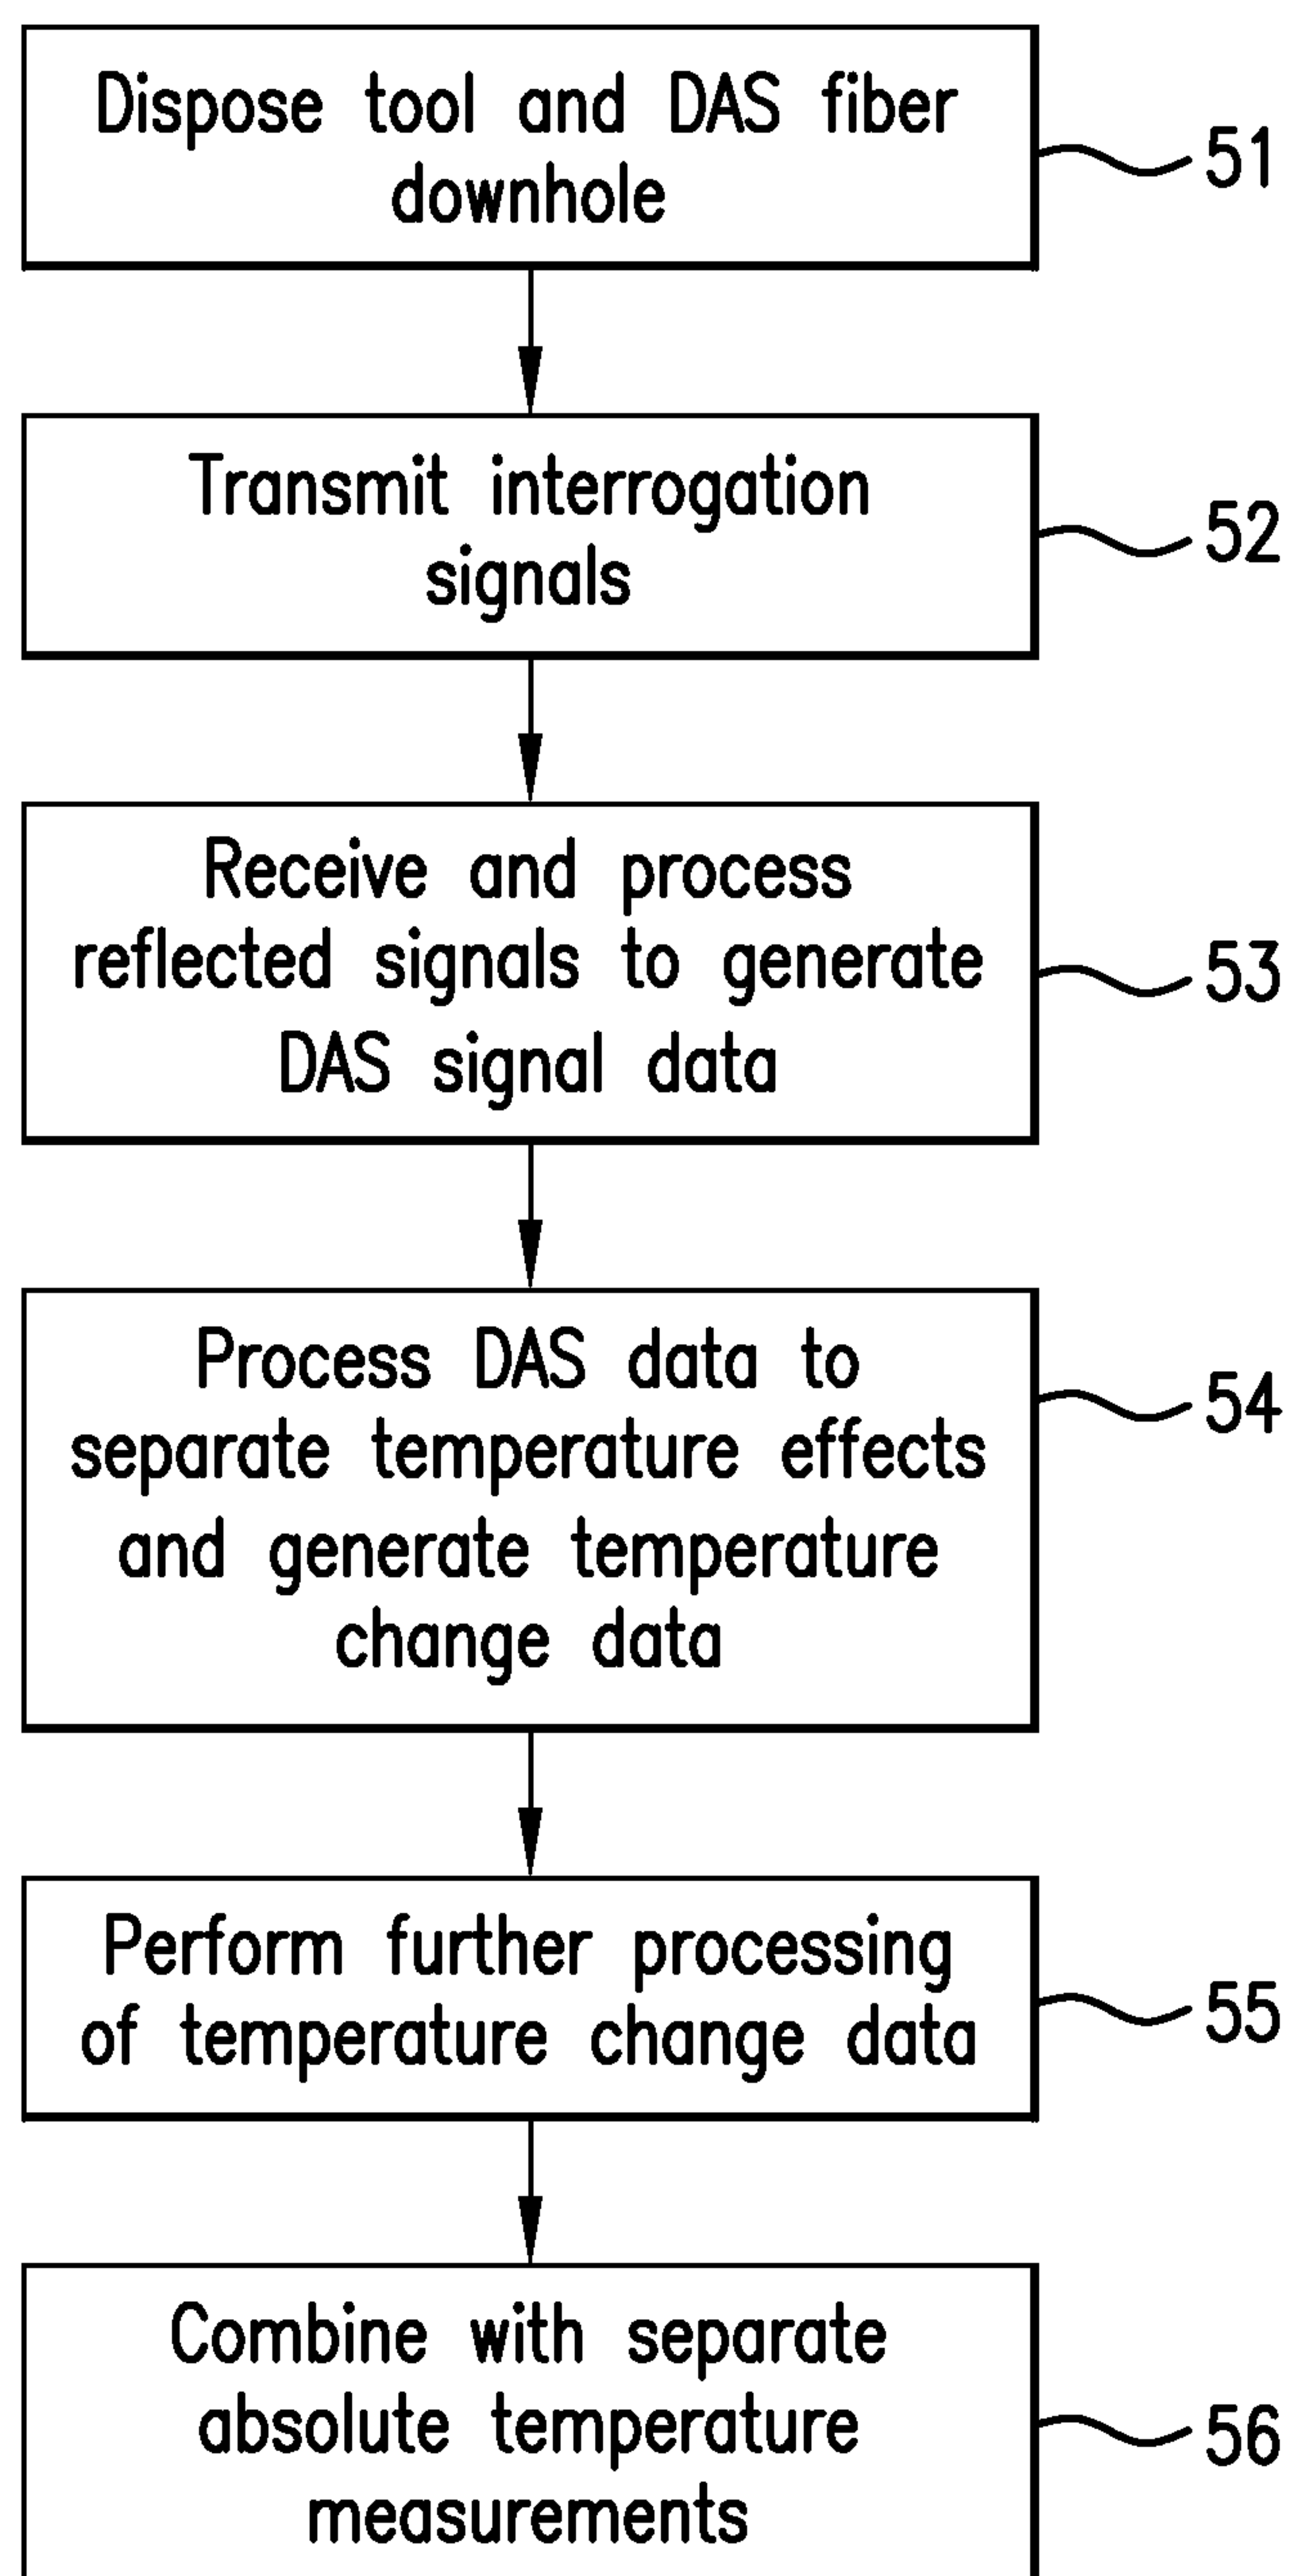 Dispose tool and DAS fiber
downhole
51
Transmit interrogation
signals
52
Receive and process
reflected signals to generate
DAS signal data
53
Process DAS data to
separate temperature effects
and generate temperature
change data
54
Perform further processing
of temperature change data
55
Combine with separate
absolute temperature
measurements
56